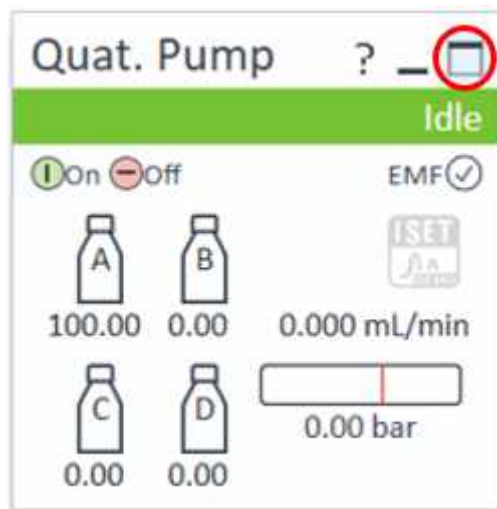 Quat. Pump ?
Idle
On Off EMF
A B ISET
100.00 0.00 0.000 mL/min
C D
0.00 0.00 0.00 bar